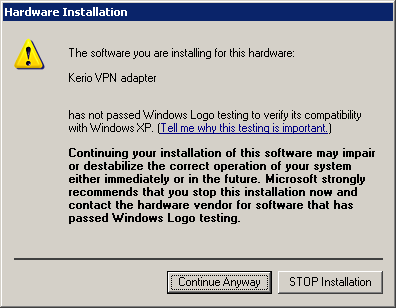 Hardware Installation
The software you are installing for this hardware:
Kerio VPN adapter
has not passed Windows Logo testing to verify its compatibility
with Windows XP. (Tell me why this testing is important.)
Continuing your installation of this software may impair
or destabilize the correct operation of your system
either immediately or in the future. Microsoft strongly
recommends that you stop this installation now and
contact the hardware vendor for software that has
passed Windows Logo testing.
Continue Anyway
STOP Installation